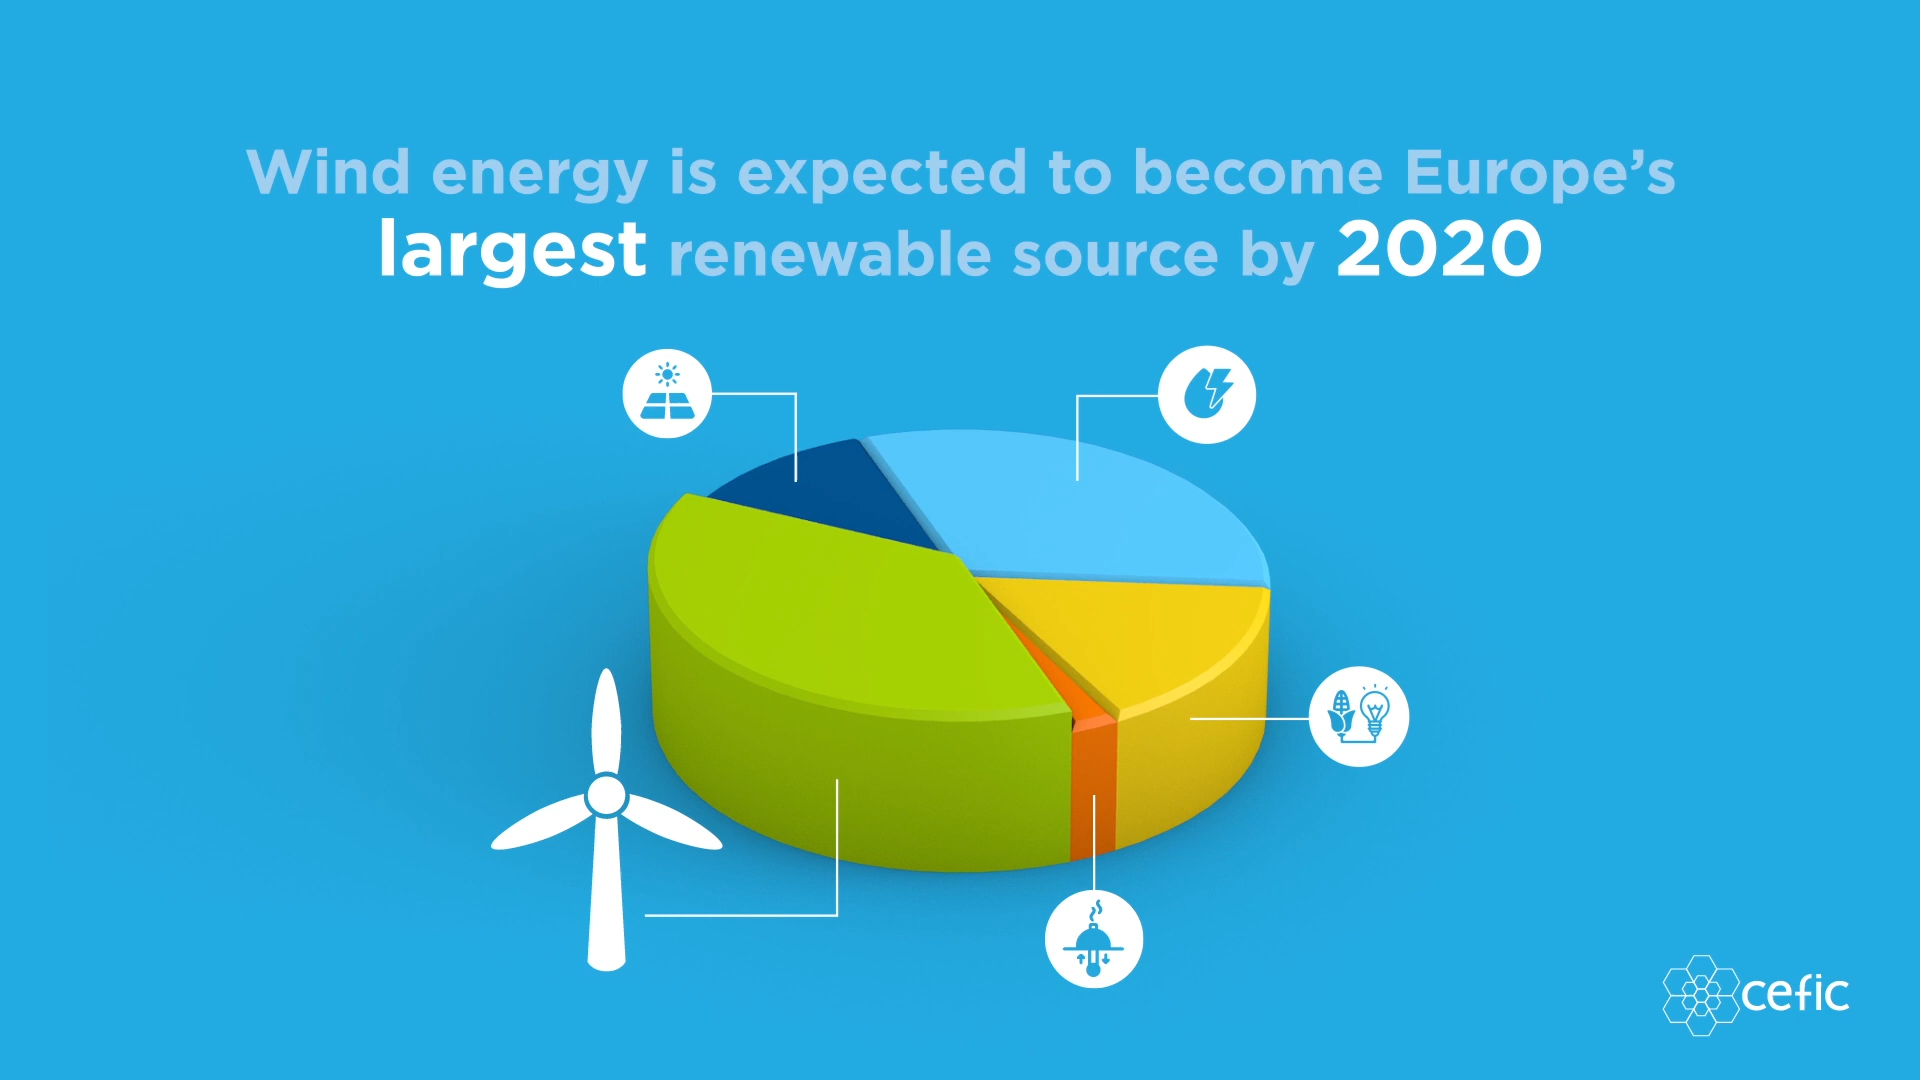 Wind energy is expected to become Europe’s
largest renewable source by 2020
cefic